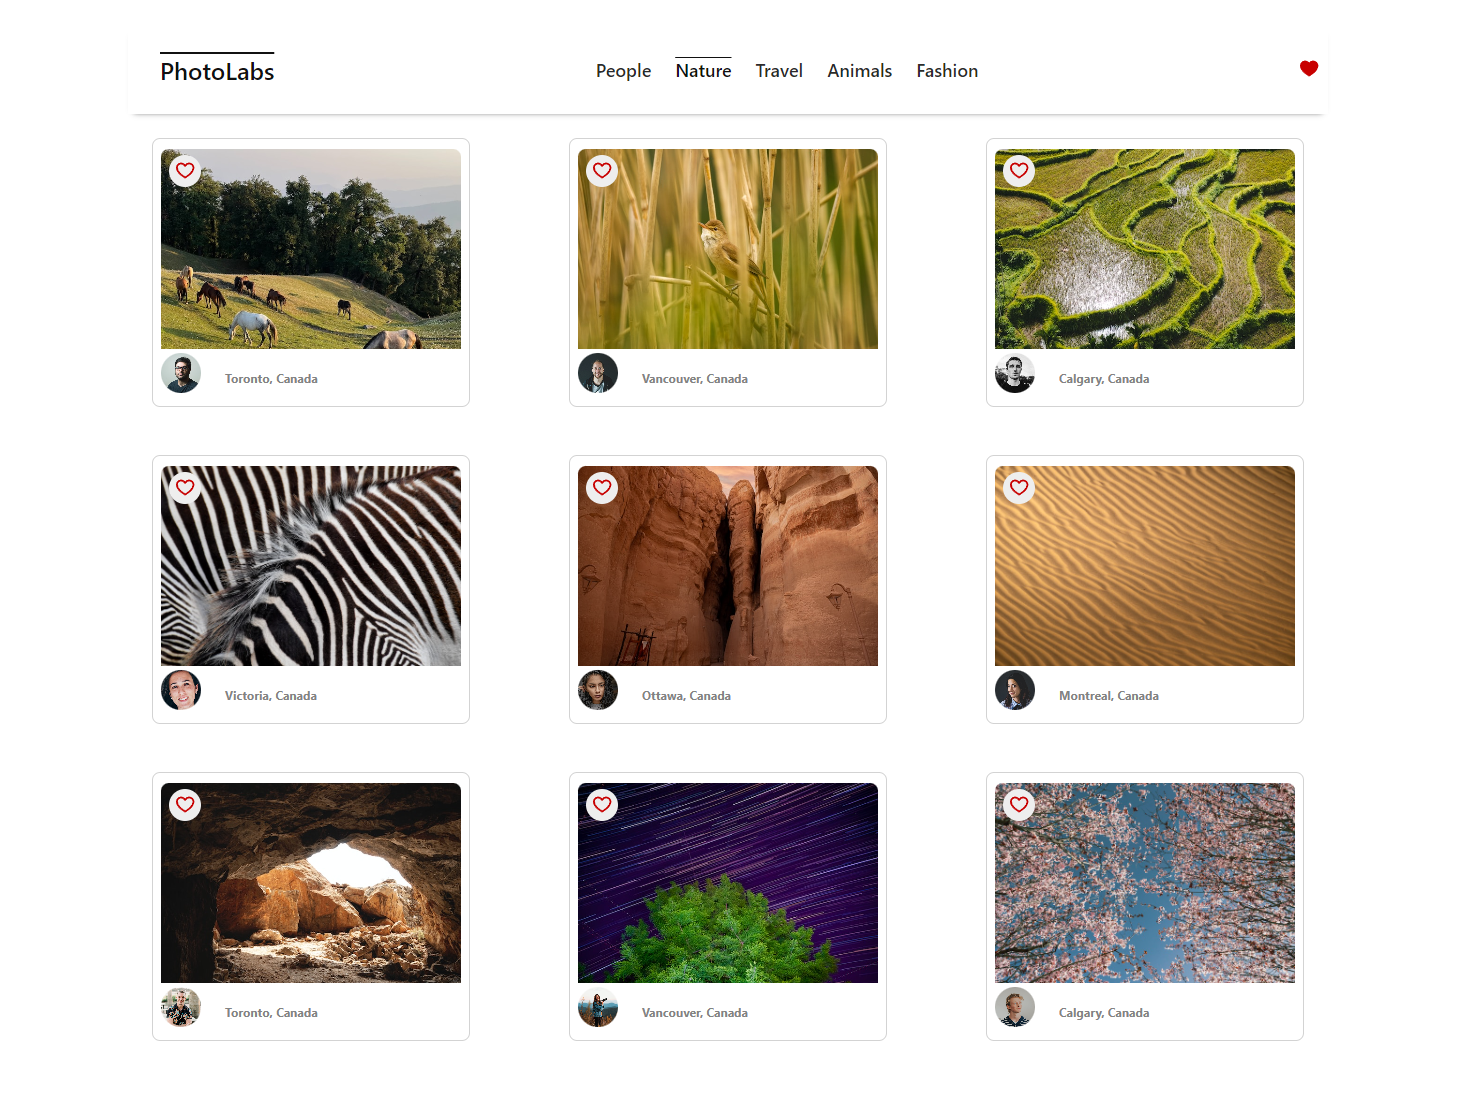 PhotoLabs
People Nature Travel Animals Fashion
Toronto, Canada
Vancouver, Canada
Calgary, Canada
Victoria, Canada
Ottawa, Canada
Montreal, Canada
Toronto, Canada
Vancouver, Canada
Calgary, Canada